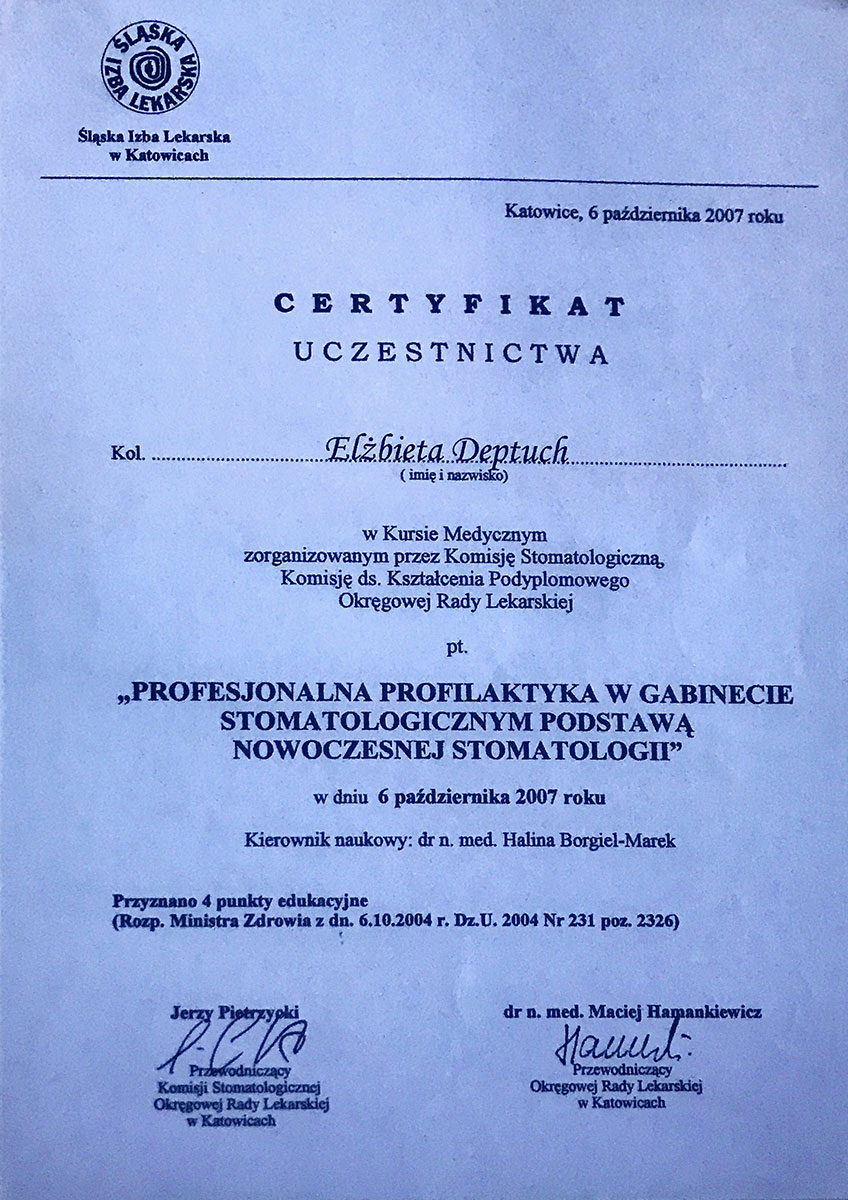 ŚLĄSKA
IZBA LEKARSKA
Śląska Izba Lekarska
w Katowicach
Katowice, 6 października 2007 roku
CERTYFIKAT
UCZESTNICTWA
Kol. Elżbieta Deptuch
( imię i nazwisko)
w Kursie Medycznym
zorganizowanym przez Komisję Stomatologiczną,
Komisję ds. Kształcenia Podyplomowego
Okręgowej Rady Lekarskiej
pt.
„PROFESJONALNA PROFILAKTYKA W GABINECIE
STOMATOLOGICZNYM PODSTAWĄ
NOWOCZESNEJ STOMATOLOGII”
w dniu 6 października 2007 roku
Kierownik naukowy: dr n. med. Halina Borgiel-Marek
Przyznano 4 punkty edukacyjne
(Rozp. Ministra Zdrowia z dn. 6.10.2004 r. Dz.U. 2004 Nr 231 poz. 2326)
Jerzy Pietrzycki
Przewodniczący
Komisji Stomatologicznej
Okręgowej Rady Lekarskiej
w Katowicach
dr n. med. Maciej Hamankiewicz
Przewodniczący
Okręgowej Rady Lekarskiej
w Katowicach